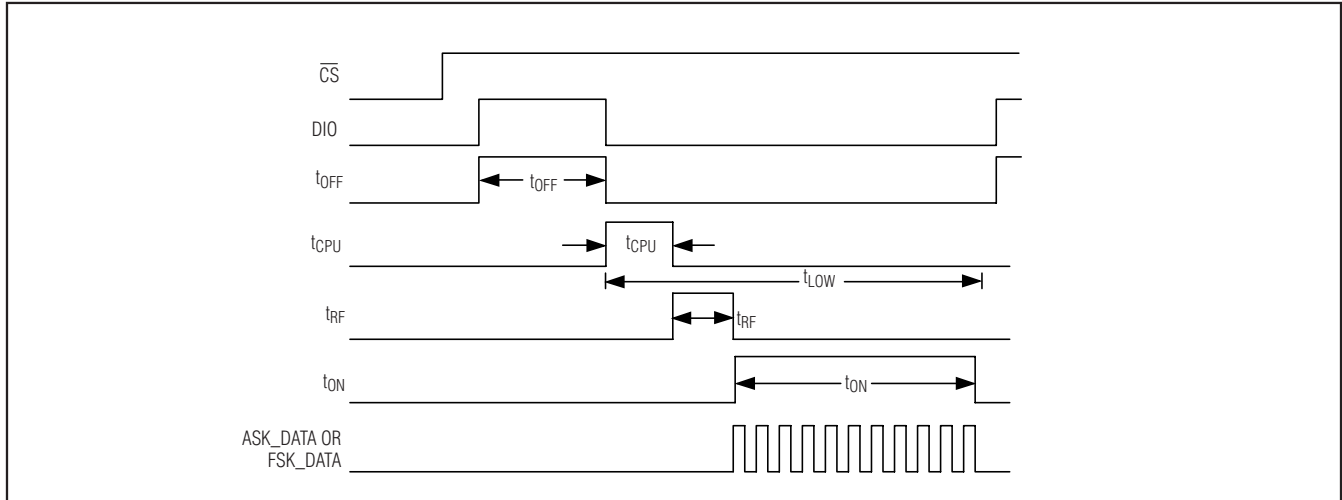 CS
DIO
tOFF
tOFF
tCPU
tCPU
tLOW
tRF
tRF
tON
tON
ASK_DATA OR
FSK_DATA